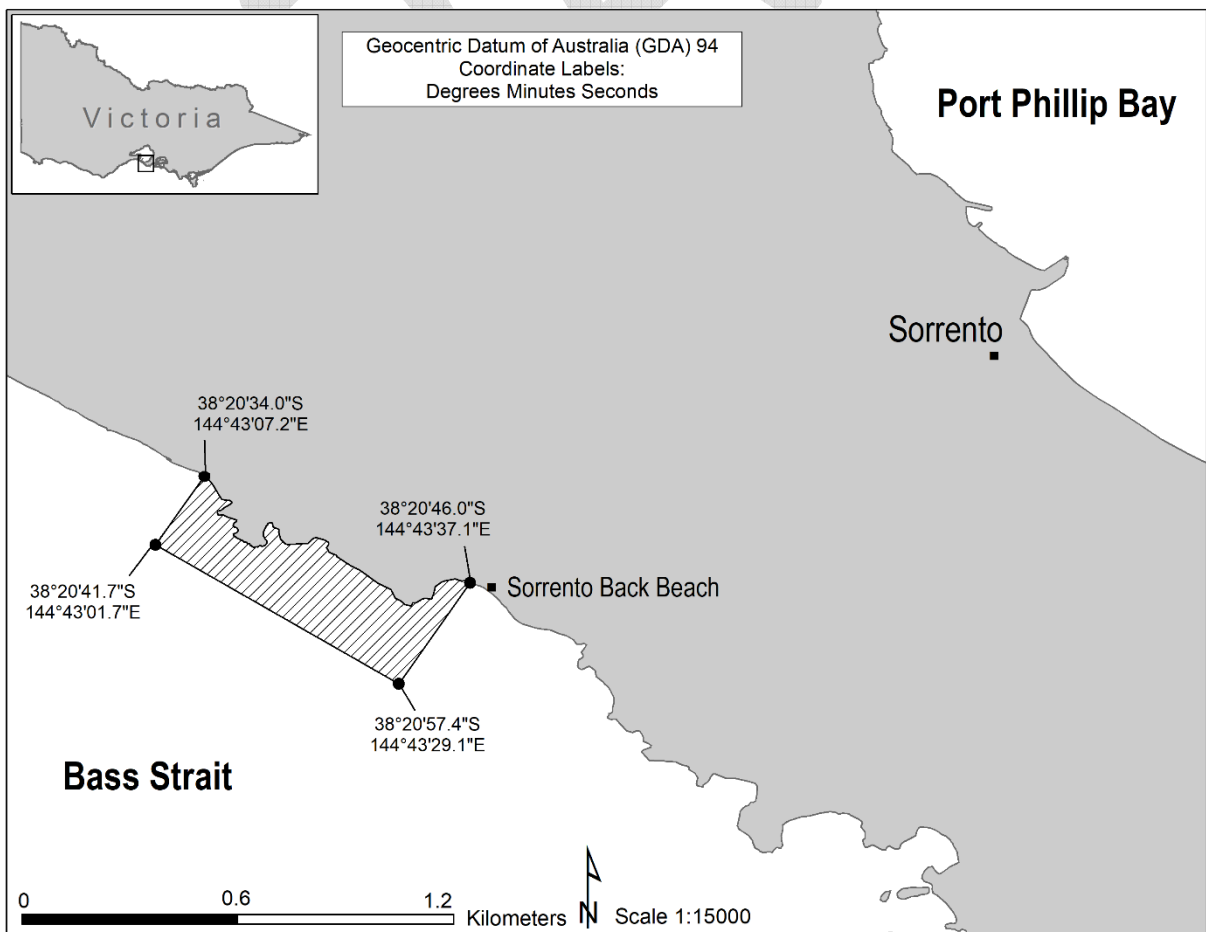 Geocentric Datum of Australia (GDA) 94
Coordinate Labels:
Degrees Minutes Seconds
Victoria
Port Phillip Bay
Sorrento
38°20'34.0"S
144°43'07.2"E
38°20'46.0"S
144°43'37.1"E
Sorrento Back Beach
38°20'41.7"S
144°43'01.7"E
38°20'57.4"S
144°43'29.1"E
Bass Strait
0 0.6 1.2
Kilometers N Scale 1:15000